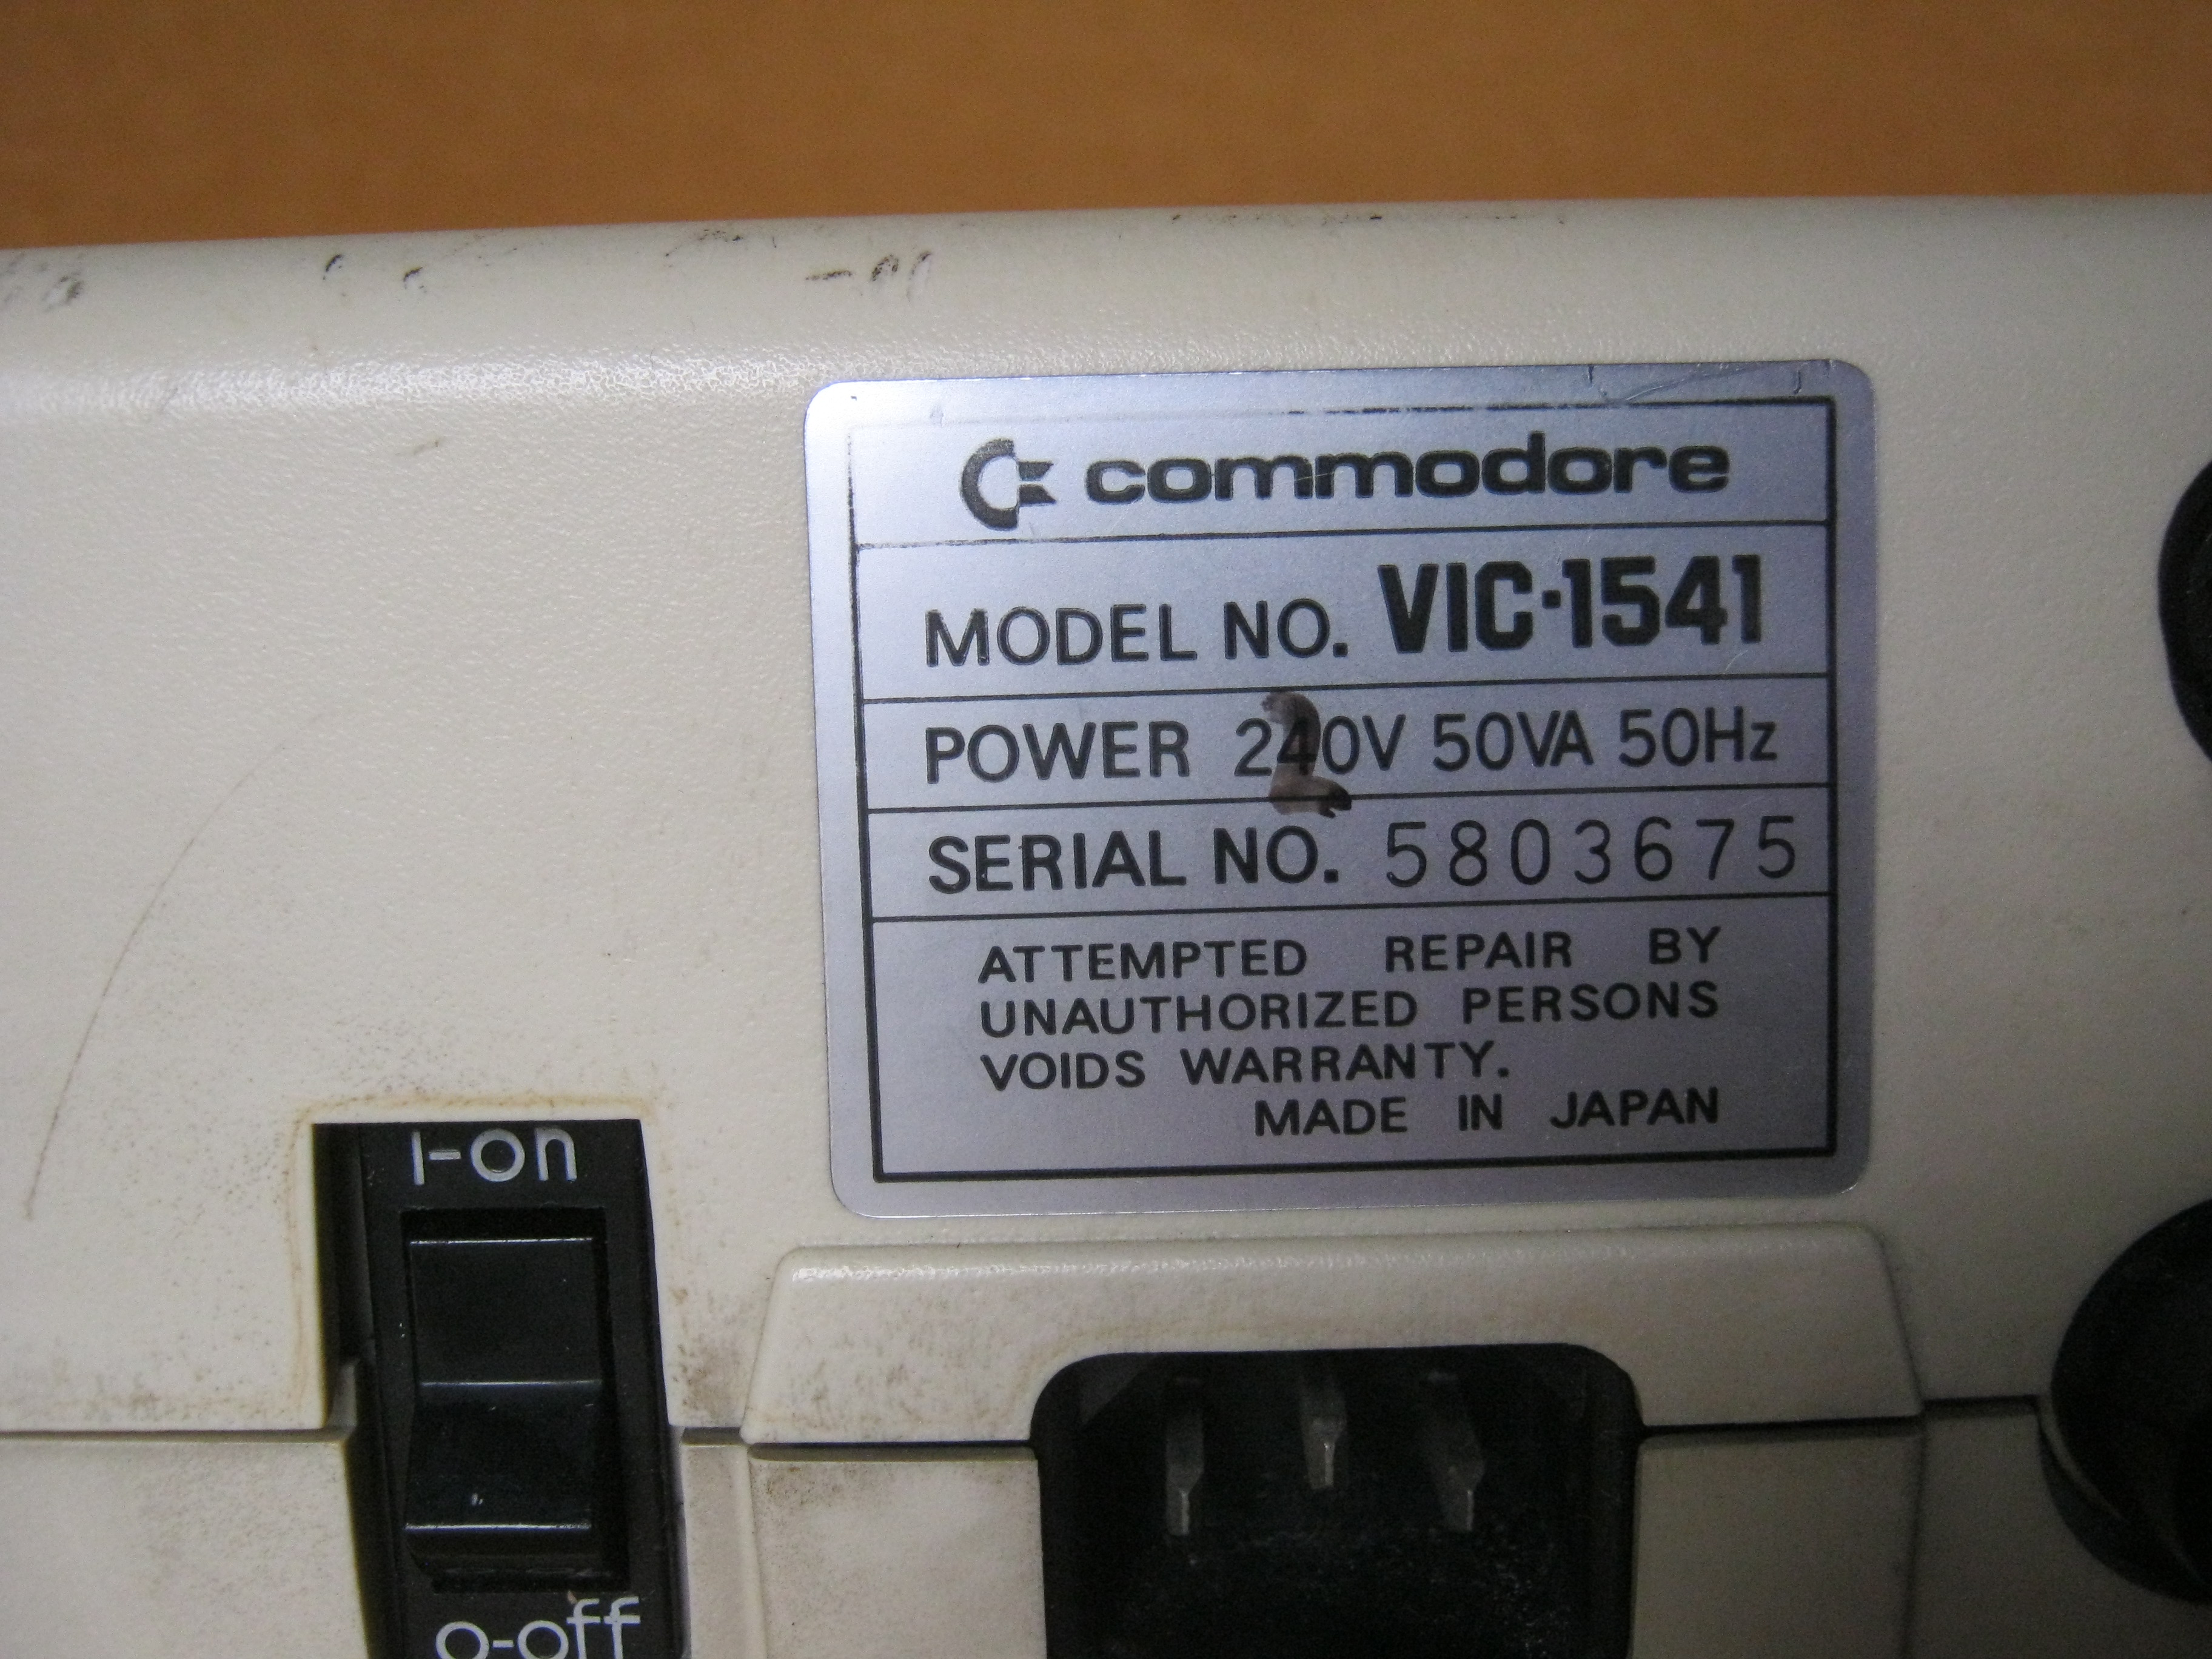 commodore
MODEL NO. VIC-1541
POWER 240V 50VA 50Hz
SERIAL NO. 5803675
ATTEMPTED REPAIR BY
UNAUTHORIZED PERSONS
VOIDS WARRANTY.
MADE IN JAPAN
I-on
O-off